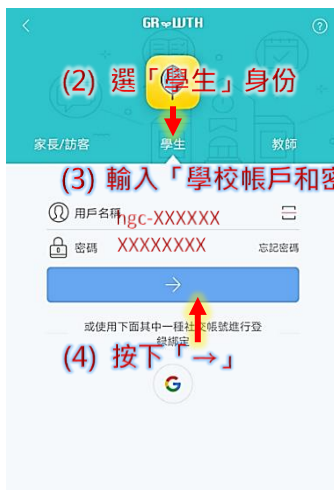 GROWTH
(2) 選「學生」身份
家長/訪客 學生 教師
(3) 輸入「學校帳戶和密
用戶名稱 hgc-XXXXXX
密碼 XXXXXXXX 忘記密碼
→
或使用下面其中一種社交帳號進行登
錄綁定
(4) 按下「→」
G